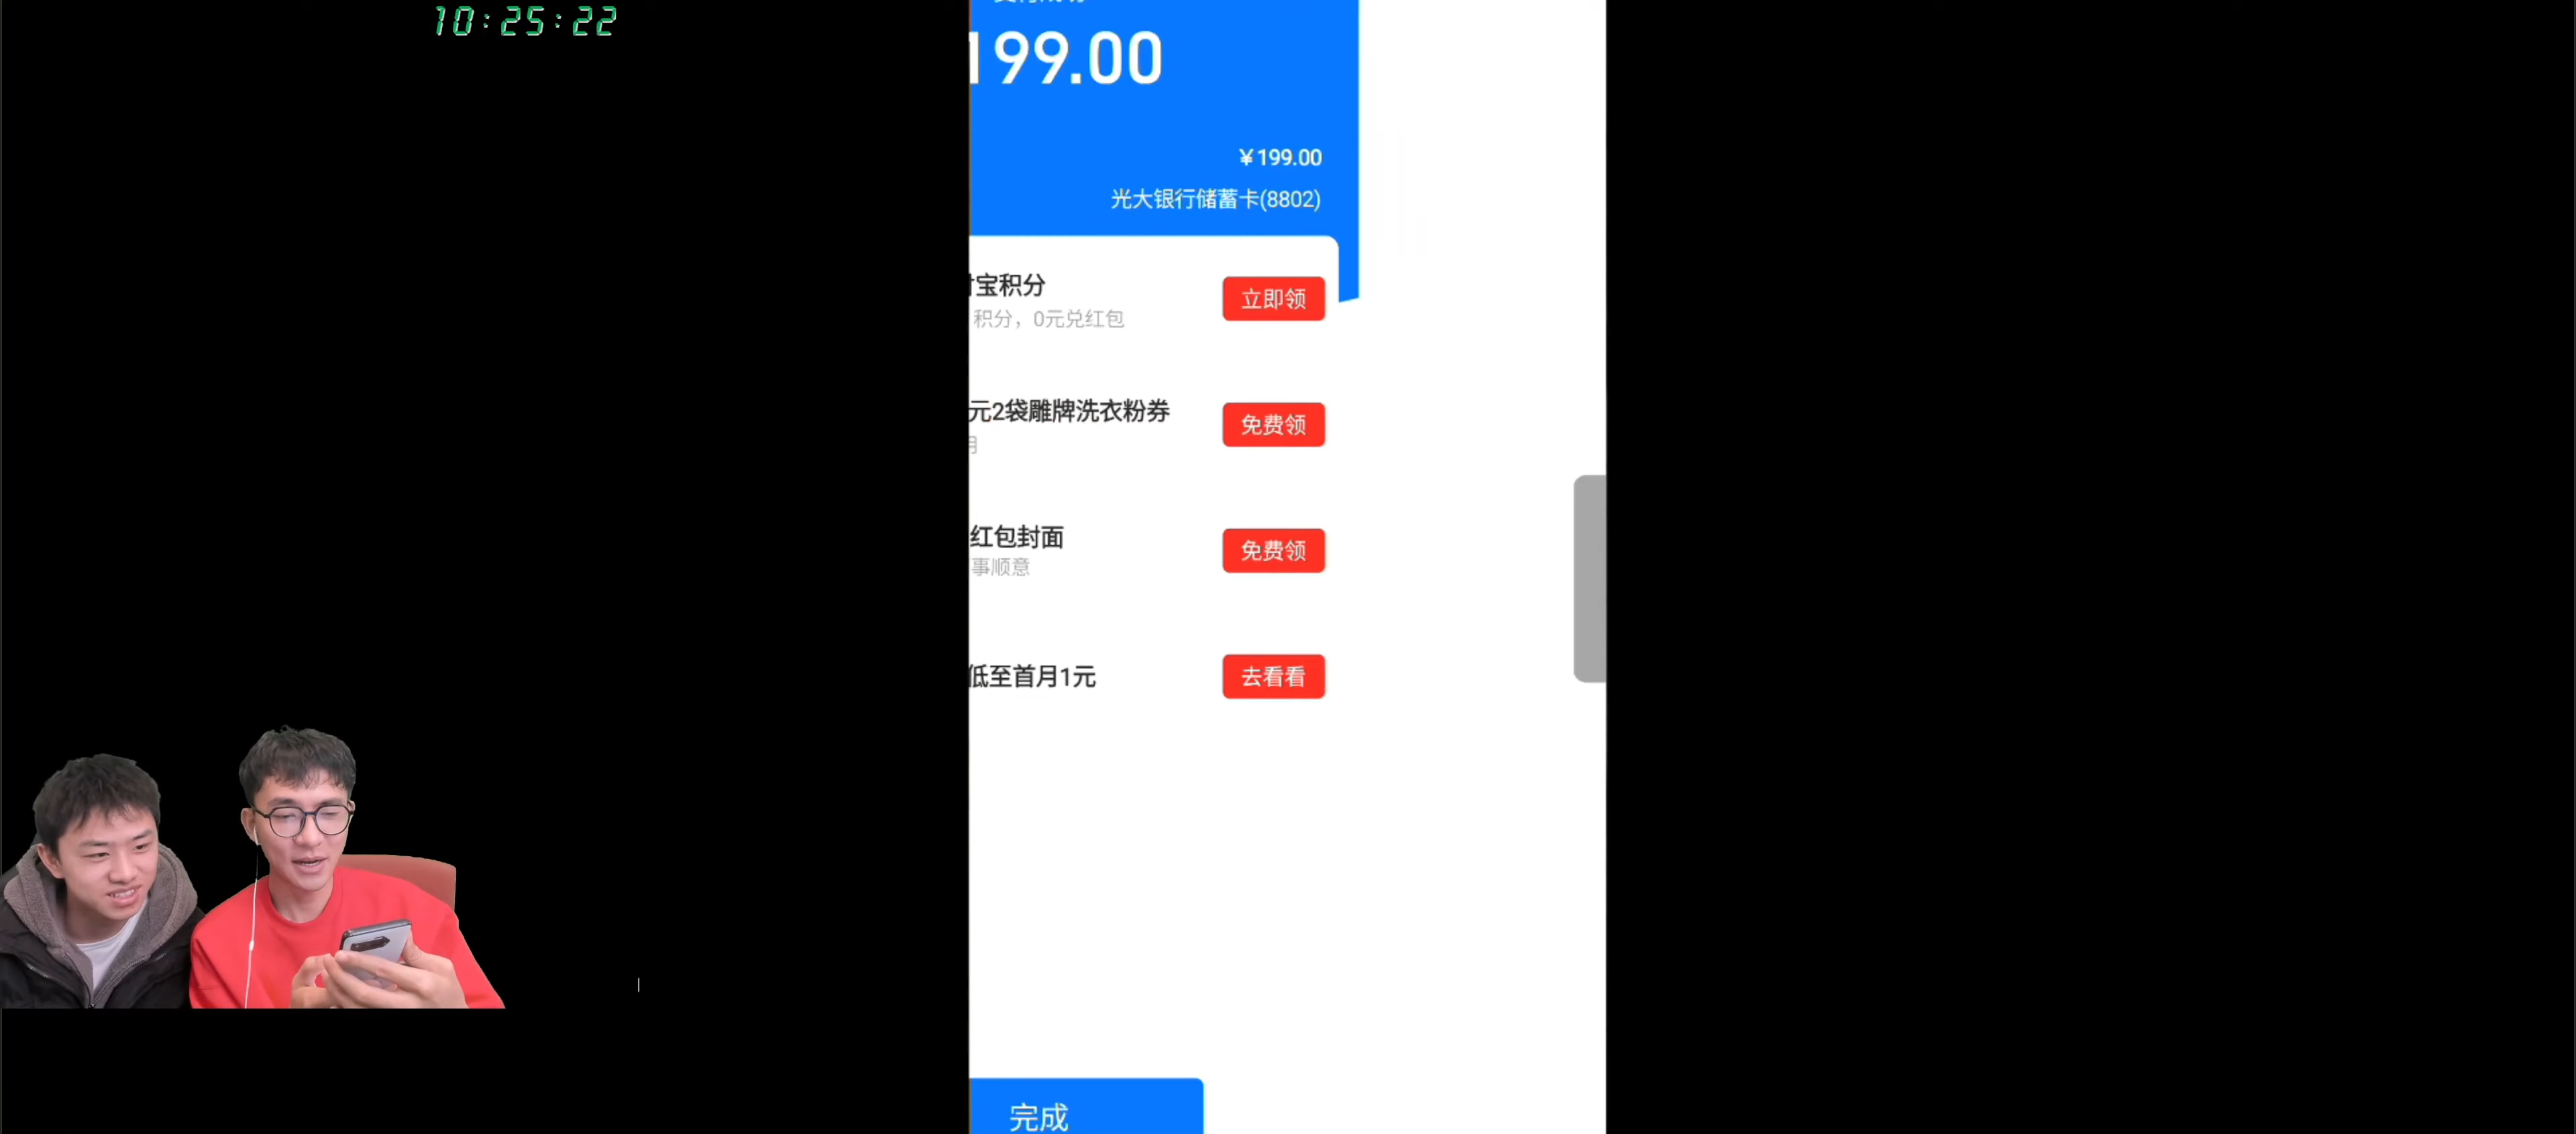 10:25:22
199.00
￥199.00
光大银行储蓄卡(8802)
宝积分
立即领
积分，0元兑红包
元2袋雕牌洗衣粉券
免费领
红包封面
免费领
事顺意
低至首月1元
去看看
完成